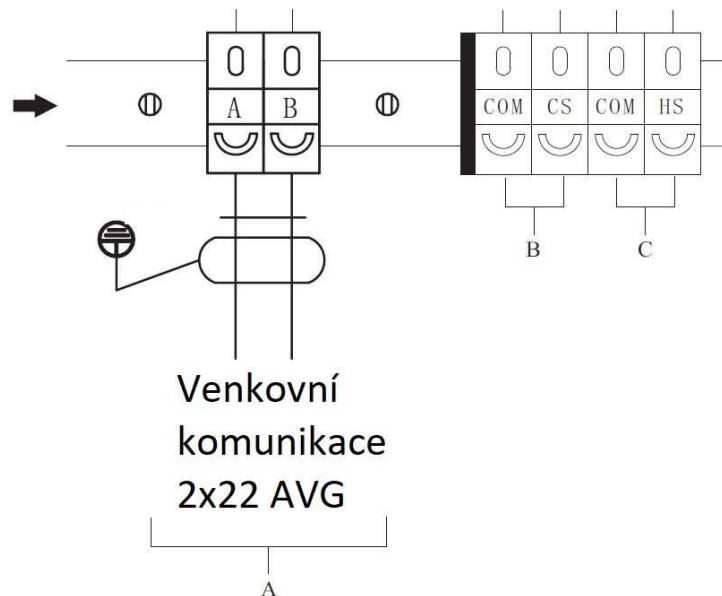 A B COM CS COM HS
B C
Venkovní
komunikace
2x22 AVG
A